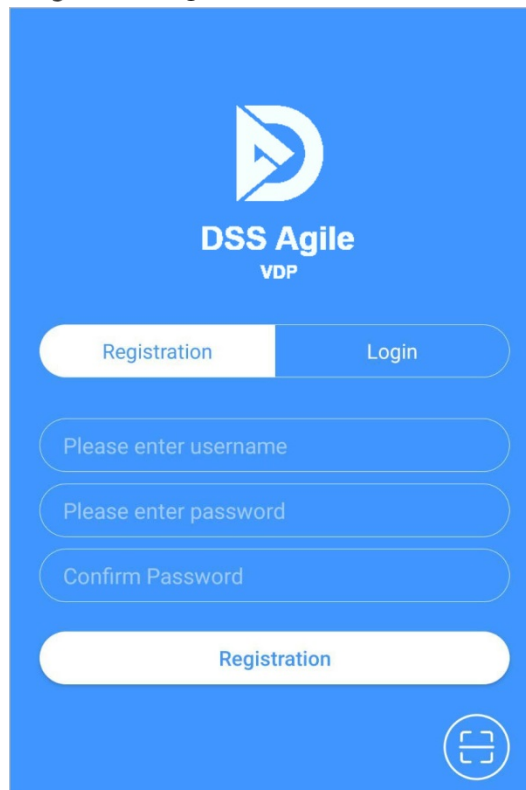 DSS Agile
VDP
Registration
Login
Please enter username
Please enter password
Confirm Password
Registration